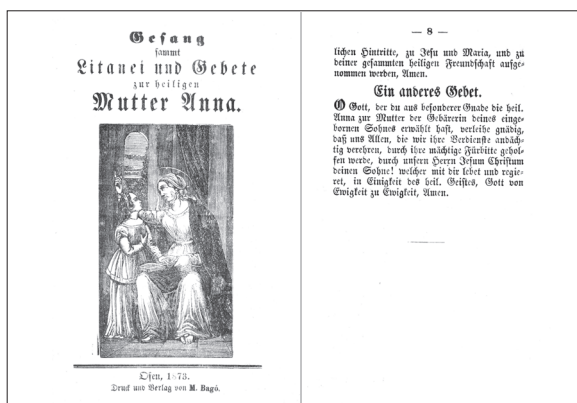 Gesang
sammt
Litanei und Gebete
zur heiligen
Mutter Anna.
Ofen, 1873.
Druck und Verlag von M. Bagó.
— 8 —
lichen Hintritte, zu Jesu und Maria, und zu
deiner gesammten heiligen Freundschaft aufge-
nommen werden, Amen.
Ein anderes Gebet.
O Gott, der du aus besonderer Gnade die heil.
Anna zur Mutter der Gebärerin deines einge-
bornen Sohnes erwählt hast, verleihe gnädig,
daß uns Allen, die wir ihre Verdienste andäch-
tig verehren, durch ihre mächtige Fürbitte gehol-
fen werde, durch unsern Herrn Jesum Christum
deinen Sohne! welcher mit dir lebet und regie-
ret, in Einigkeit des heil. Geistes, Gott von
Ewigkeit zu Ewigkeit, Amen.